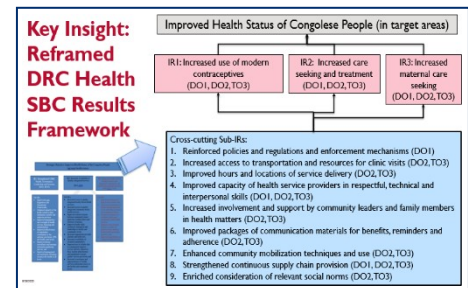 Key Insight:
Reframed
DRC Health
SBC Results
Framework
Improved Health Status of Congolese People (in target areas)
IR1: Increased use of modern
contraceptives
(DO1, DO2, TO3)
IR2: Increased care
seeking and treatment
(DO1, DO2, TO3)
IR3: Increased
maternal care
seeking
(DO1, DO2, TO3)
Cross-cutting Sub-IRs:
1. Reinforced policies and regulations and enforcement mechanisms (DO1)
2. Increased access to transportation and resources for clinic visits (DO2, TO3)
3. Improved hours and locations of service delivery (DO2, TO3)
4. Improved capacity of health service providers in respectful, technical and
interpersonal skills (DO1, DO2, TO3)
5. Increased involvement and support by community leaders and family members
in health matters (DO2, TO3)
6. Improved packages of communication materials for benefits, reminders and
adherence (DO2, TO3)
7. Enhanced community mobilization techniques and use (DO2, TO3)
8. Strengthened continuous supply chain provision (DO1, DO2, TO3)
9. Enriched consideration of relevant social norms (DO2, TO3)